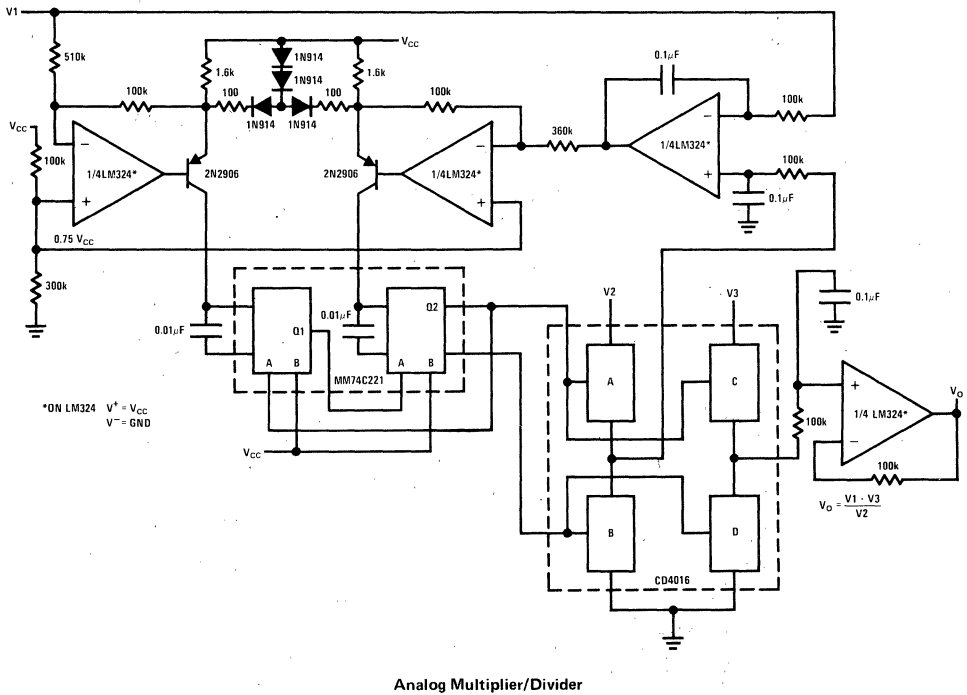 V1
510k
VCC
1N914
1N914
1.6k
1.6k
0.1μF
100k
100
100
100k
1N914
1N914
100k
VCC
100k
1/4LM324*
2N2906
2N2906
1/4LM324*
360k
1/4LM324*
100k
0.1μF
0.75 VCC
300k
V2
V3
0.1μF
0.01μF
Q1
0.01μF
Q2
A
B
A
B
MM74C221
A
C
1/4 LM324*
VO
*ON LM324 V⁺ = VCC
V⁻ = GND
100k
VCC
100k
VO = V1 · V3
V2
B
D
CD4016
Analog Multiplier/Divider